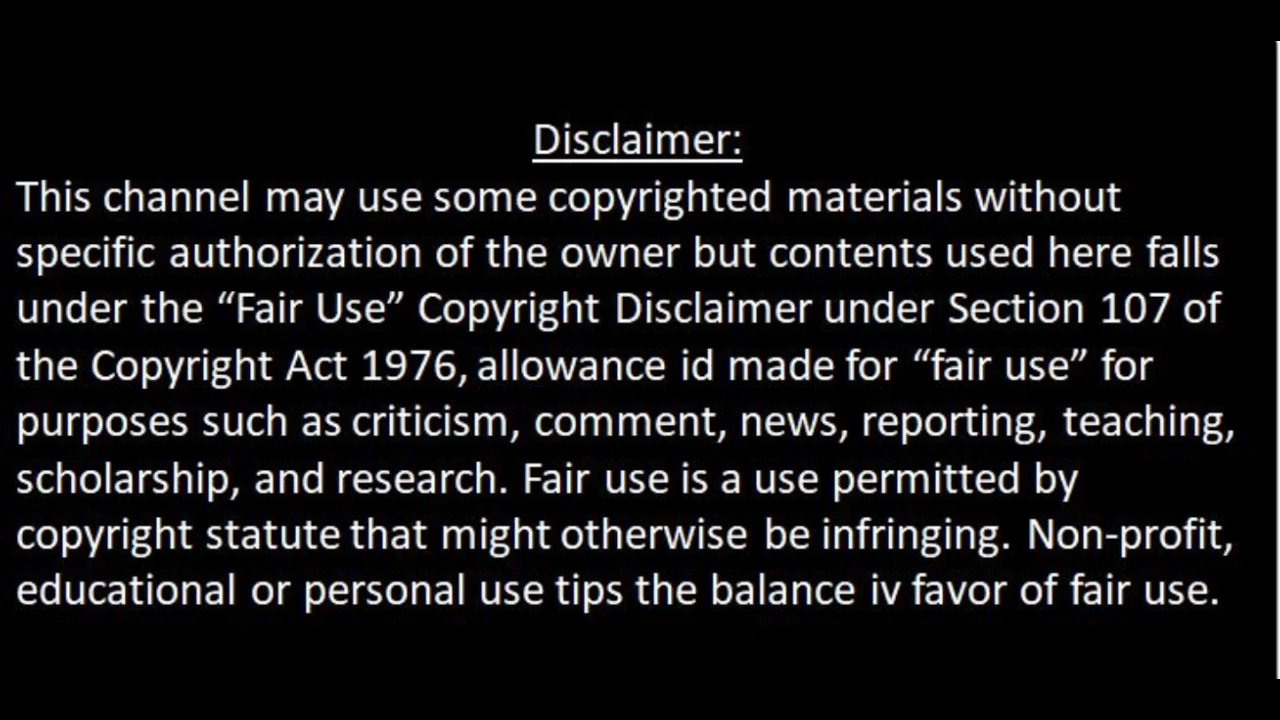 Disclaimer:
This channel may use some copyrighted materials without
specific authorization of the owner but contents used here falls
under the “Fair Use” Copyright Disclaimer under Section 107 of
the Copyright Act 1976, allowance id made for “fair use” for
purposes such as criticism, comment, news, reporting, teaching,
scholarship, and research. Fair use is a use permitted by
copyright statute that might otherwise be infringing. Non-profit,
educational or personal use tips the balance iv favor of fair use.